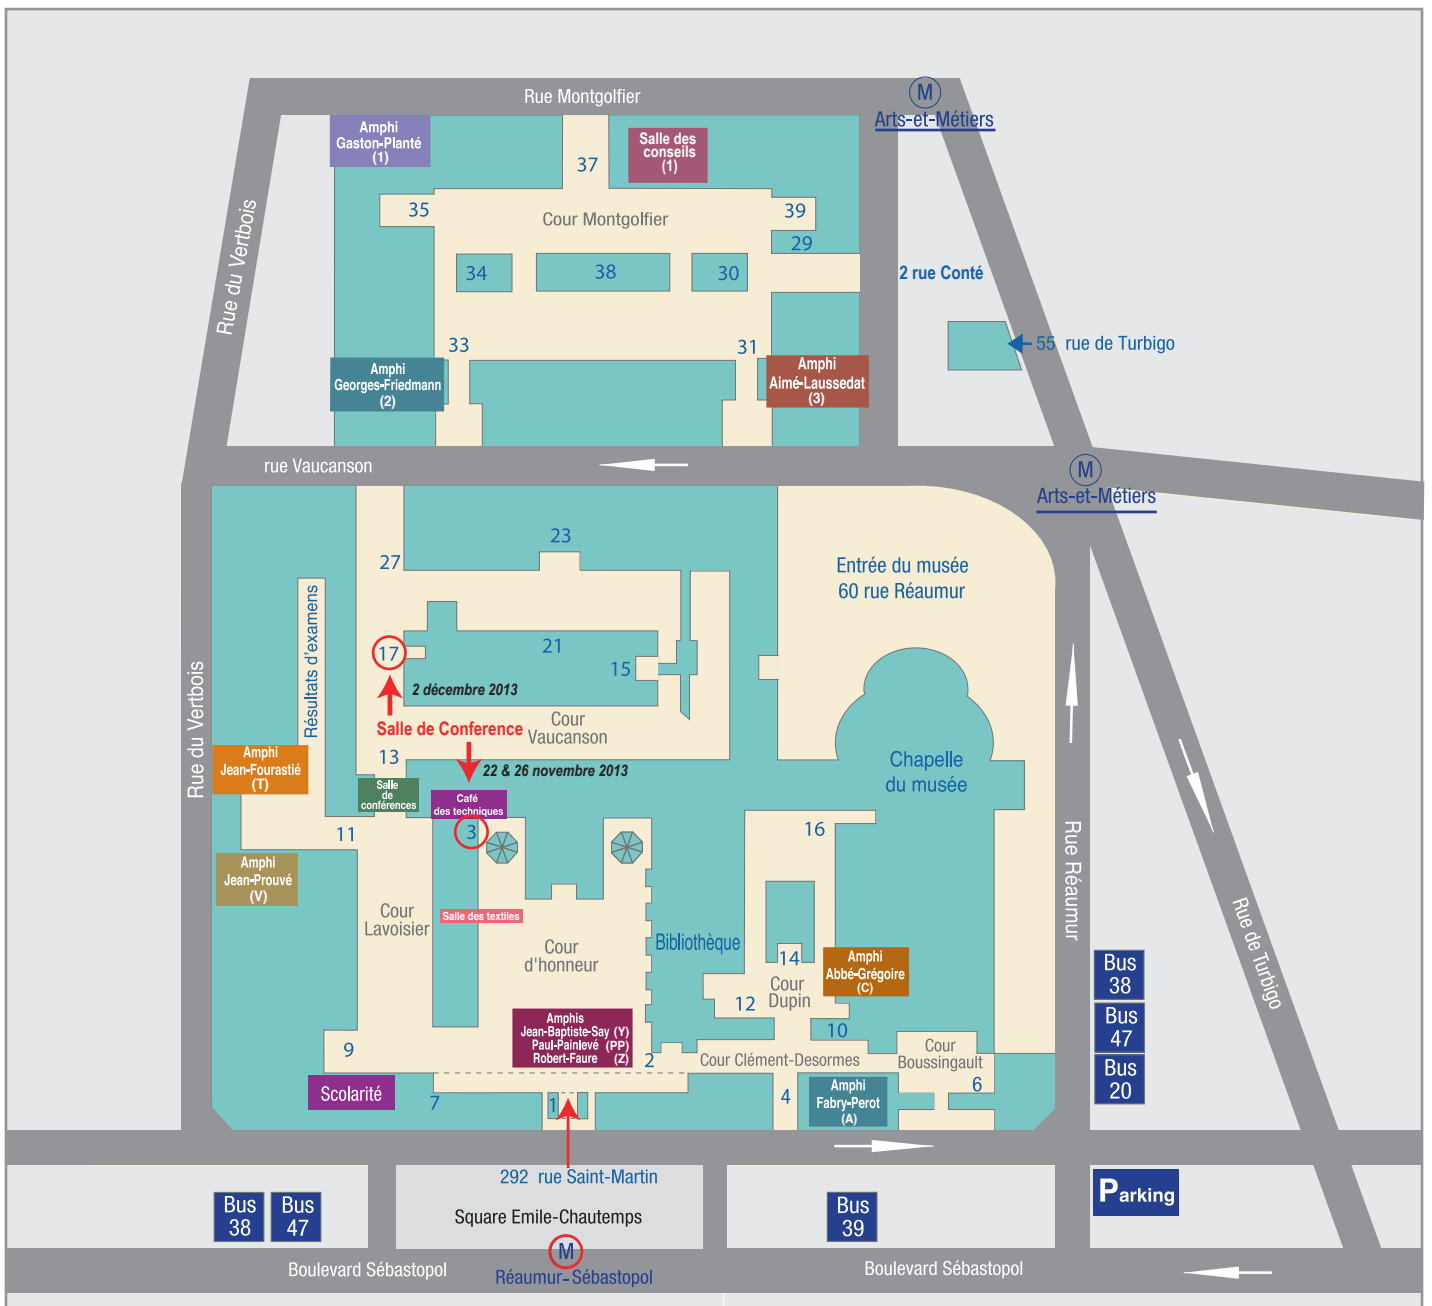 Rue Montgolfier
M
Arts-et-Métiers
Amphi
Gaston-Planté
(1)
Salle des
conseils
(1)
37
35
39
Cour Montgolfier
29
34
38
30
2 rue Conté
Rue du Vertbois
33
31
55 rue de Turbigo
Amphi
Georges-Friedmann
(2)
Amphi
Aimé-Laussedat
(3)
rue Vaucanson
M
Arts-et-Métiers
23
27
Entrée du musée
60 rue Réaumur
Résultats d'examens
17
21
15
2 décembre 2013
Rue du Vertbois
Salle de Conference
Cour
Vaucanson
13
22 & 26 novembre 2013
Amphi
Jean-Fourastié
(T)
Chapelle
du musée
Salle
de
conférences
Café
des techniques
11
3
16
Amphi
Jean-Prouvé
(V)
Rue Réaumur
Cour
Lavoisier
Salle des textiles
Cour
d'honneur
Bibliothèque
14
Amphi
Abbé-Grégoire
(C)
Rue de Turbigo
Bus
38
Cour
Dupin
12
Bus
47
Amphis
Jean-Baptiste-Say (Y)
Paul-Painlevé (PP)
Robert-Faure (Z)
10
9
2
Cour Clément-Desormes
Cour
Boussingault
Bus
20
Scolarité
7
1
4
Amphi
Fabry-Perot
(A)
6
292 rue Saint-Martin
Parking
Bus
38
Bus
47
Square Emile-Chautemps
Bus
39
M
Boulevard Sébastopol
Réaumur-Sébastopol
Boulevard Sébastopol